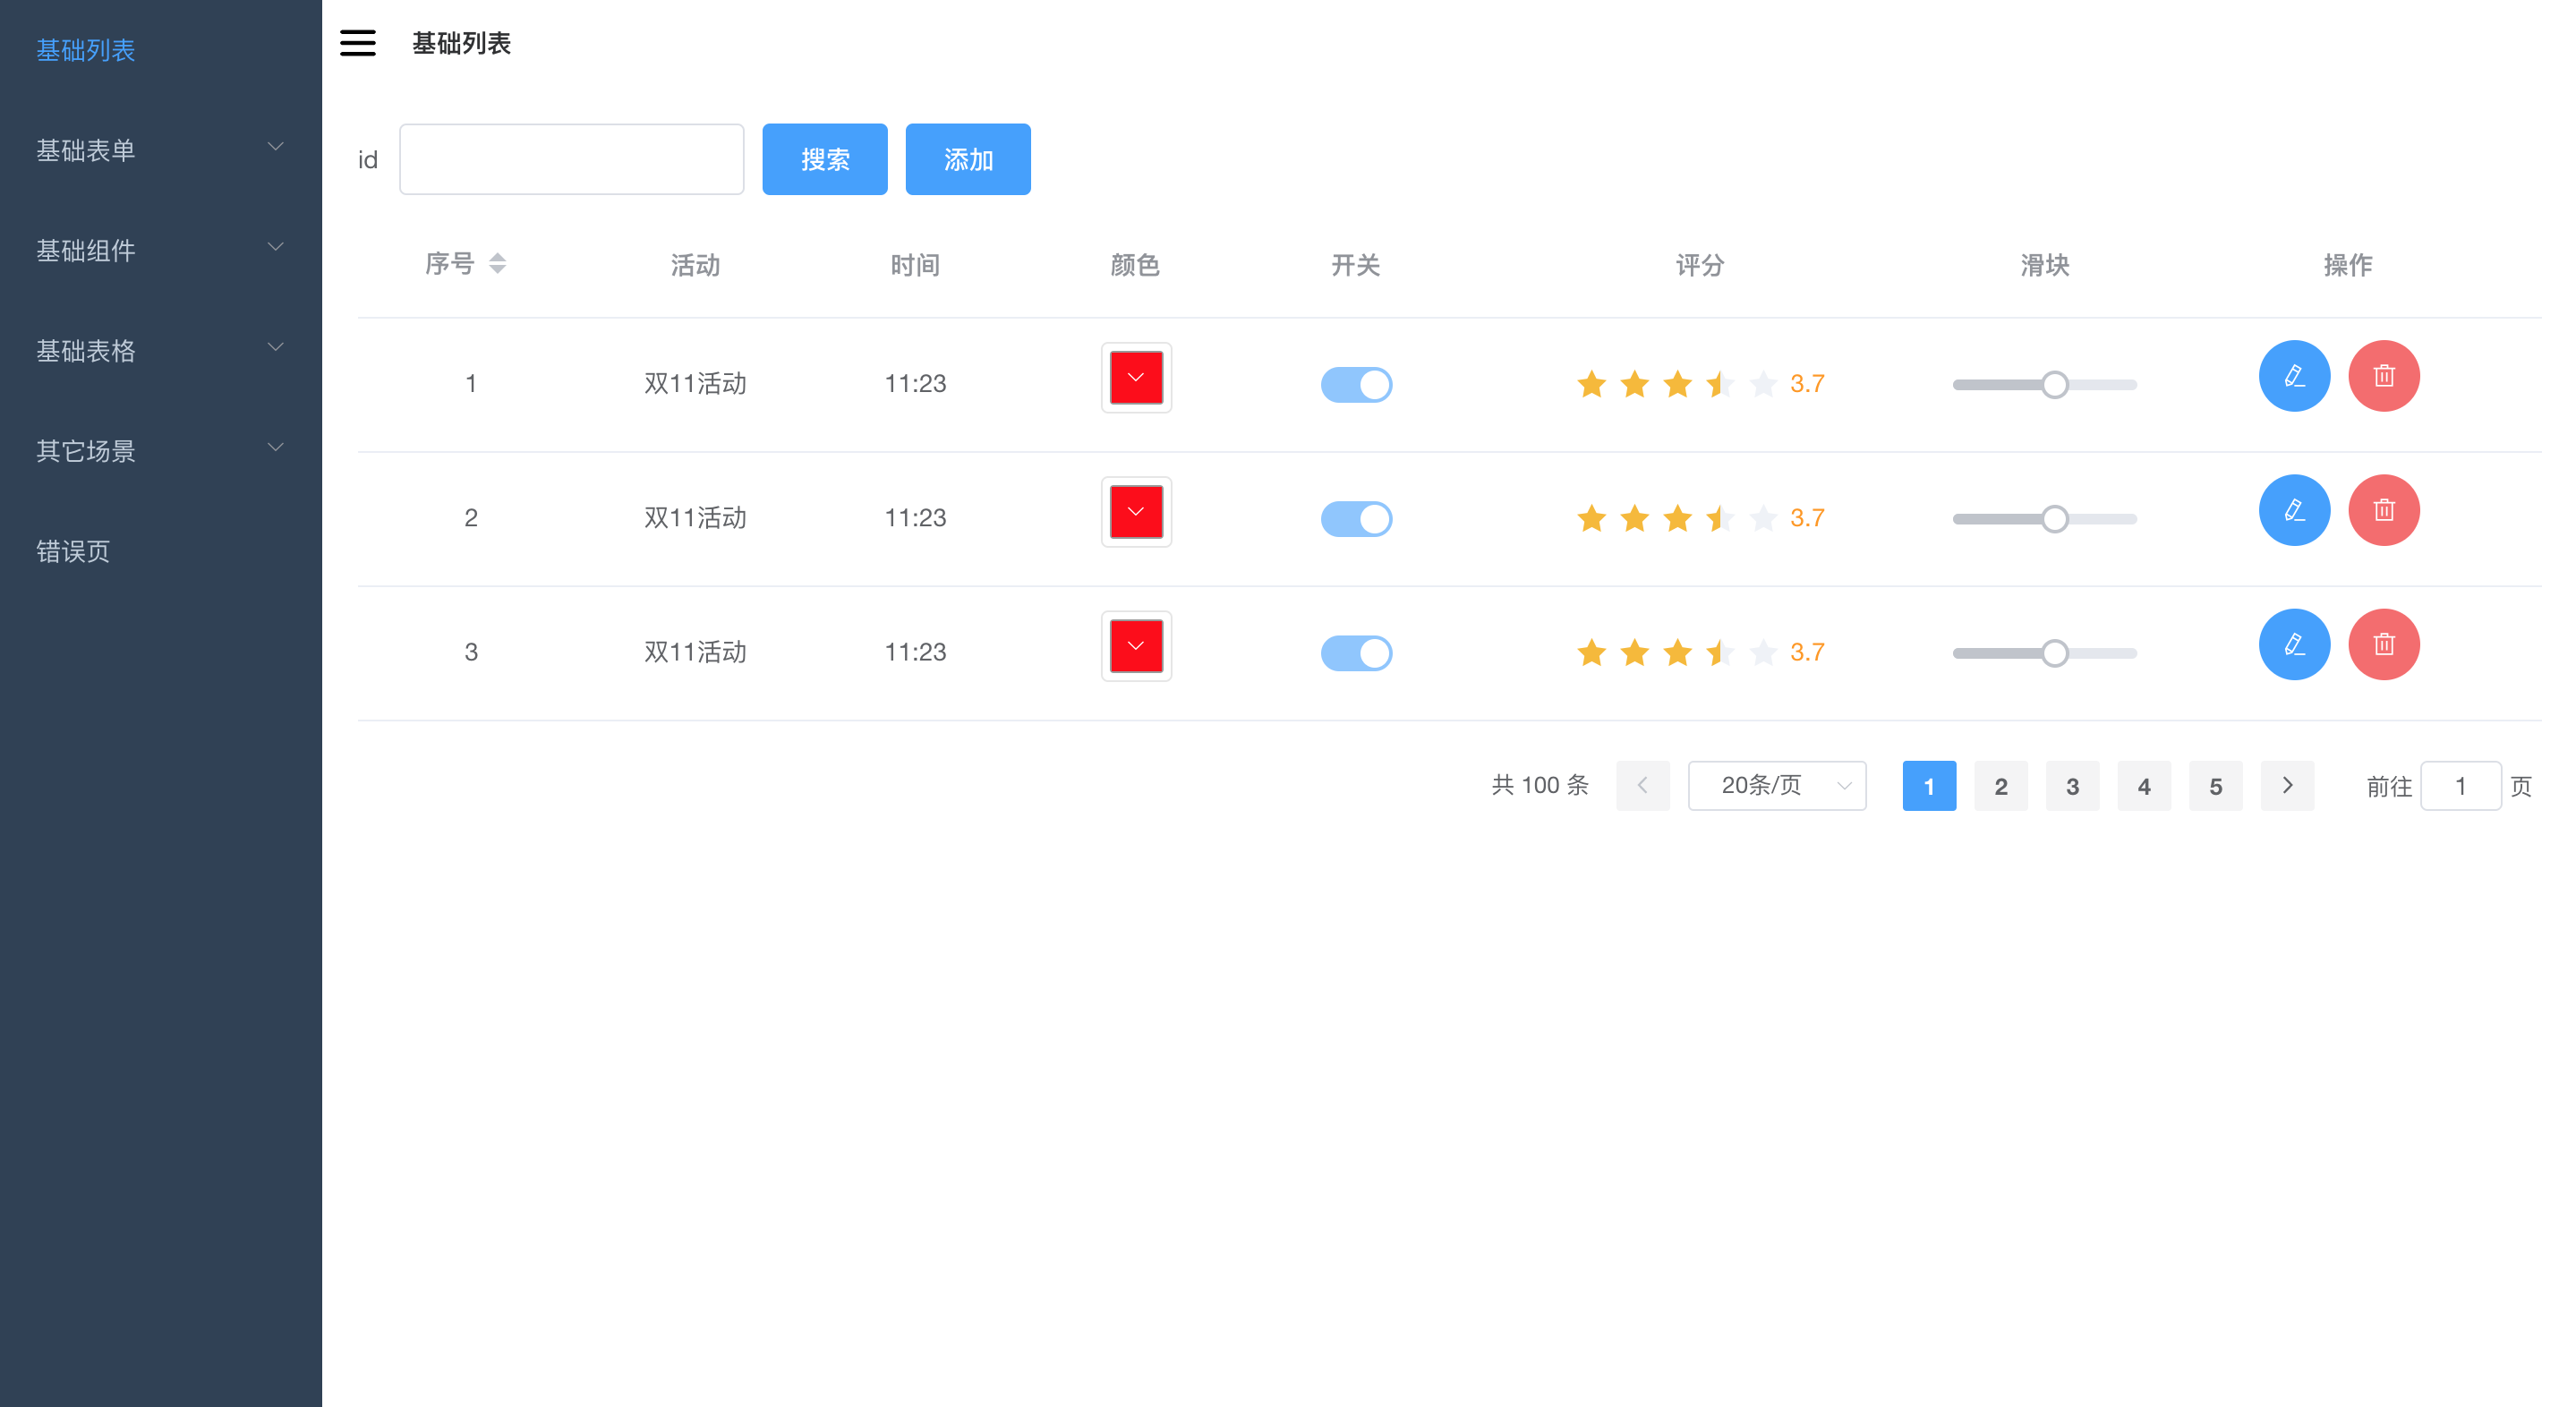 基础列表
基础表单
基础组件
基础表格
其它场景
错误页
基础列表
id 搜索 添加
序号 活动 时间 颜色 开关 评分 滑块 操作
1 双11活动 11:23 3.7
2 双11活动 11:23 3.7
3 双11活动 11:23 3.7
共 100 条 20条/页 1 2 3 4 5 前往 1 页